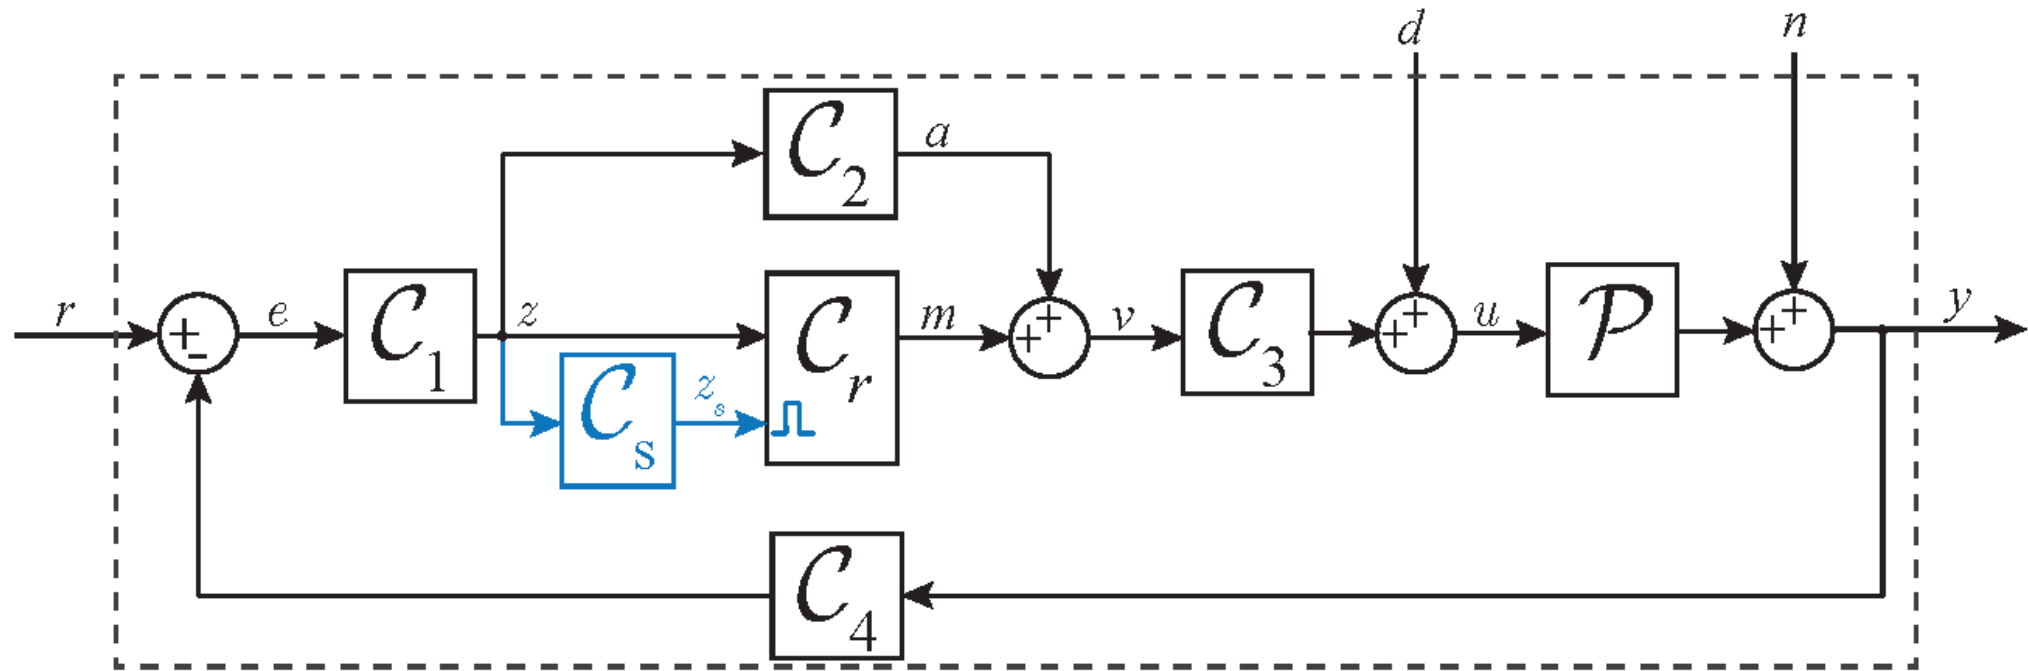 d n
C₂ a
r + - e C₁ z Cᵣ m + + v C₃ + + u P + + y
Cₛ zₛ
C₄